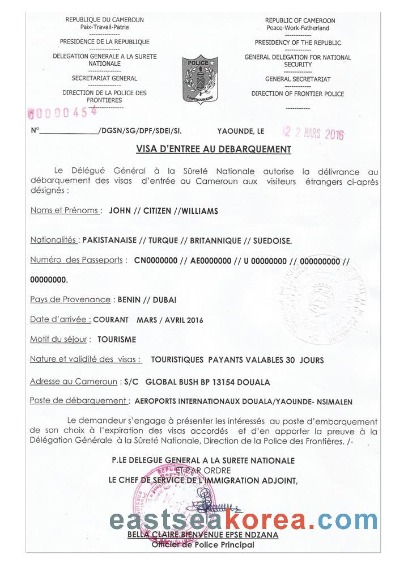 REPUBLIQUE DU CAMEROUN
Paix-Travail-Patrie
PRESIDENCE DE LA REPUBLIQUE
DELEGATION GENERALE A LA SURETE
NATIONALE
SECRETARIAT GENERAL
DIRECTION DE LA POLICE DES
FRONTIERES
POLICE
REPUBLIC OF CAMEROON
Peace-Work-Fatherland
PRESIDENCY OF THE REPUBLIC
GENERAL DELEGATION FOR NATIONAL
SECURITY
GENERAL SECRETARIAT
DIRECTION OF FRONTIER POLICE
00000454
N°____________/DGSN/SG/DPF/SDEI/SI. YAOUNDE, LE 22 MARS 2016
VISA D'ENTREE AU DEBARQUEMENT
Le Délégué Général à la Sûreté Nationale autorise la délivrance au
débarquement des visas d'entrée au Cameroun aux visiteurs étrangers ci-après
désignés :
Noms et Prénoms : JOHN // CITIZEN //WILLIAMS
Nationalités : PAKISTANAISE // TURQUE // BRITANNIQUE // SUEDOISE.
Numéro des Passeports : CN0000000 // AE0000000 // U 00000000 // 000000000 //
00000000.
Pays de Provenance : BENIN // DUBAI
Date d'arrivée : COURANT MARS / AVRIL 2016
Motif du séjour : TOURISME
Nature et validité des visas : TOURISTIQUES PAYANTS VALABLES 30 JOURS
Adresse au Cameroun : S/C GLOBAL BUSH BP 13154 DOUALA
Poste de débarquement : AEROPORTS INTERNATIONAUX DOUALA/YAOUNDE- NSIMALEN
Le demandeur s'engage à présenter les intéressés au poste d'embarquement
de son choix à l'expiration des visas accordés et d'en apporter la preuve à la
Délégation Générale à la Sûreté Nationale, Direction de la Police des Frontières, /-
P.LE DELEGUE GENERAL A LA SURETE NATIONALE
ET PAR ORDRE
LE CHEF DE SERVICE DE L'IMMIGRATION ADJOINT,
eastseakorea.com
BELLA CLAIRE BIENVENUE EPSE NDZANA
Officier de Police Principal